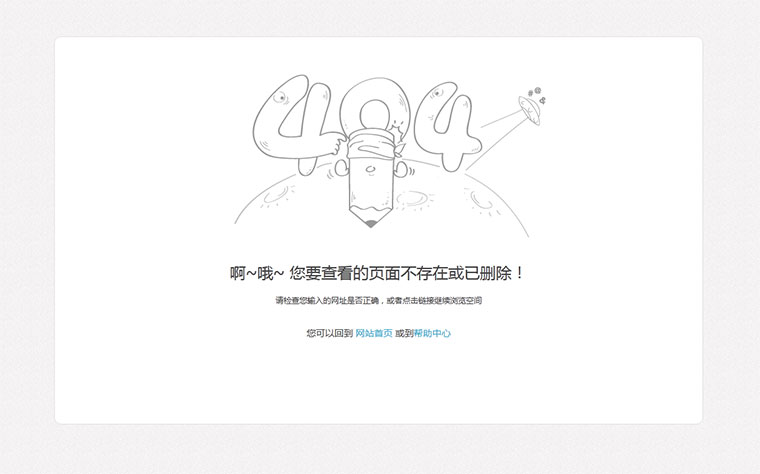 404
啊~哦~ 您要查看的页面不存在或已删除！
请检查您输入的网址是否正确，或者点击链接继续浏览空间
您可以回到 网站首页 或到帮助中心